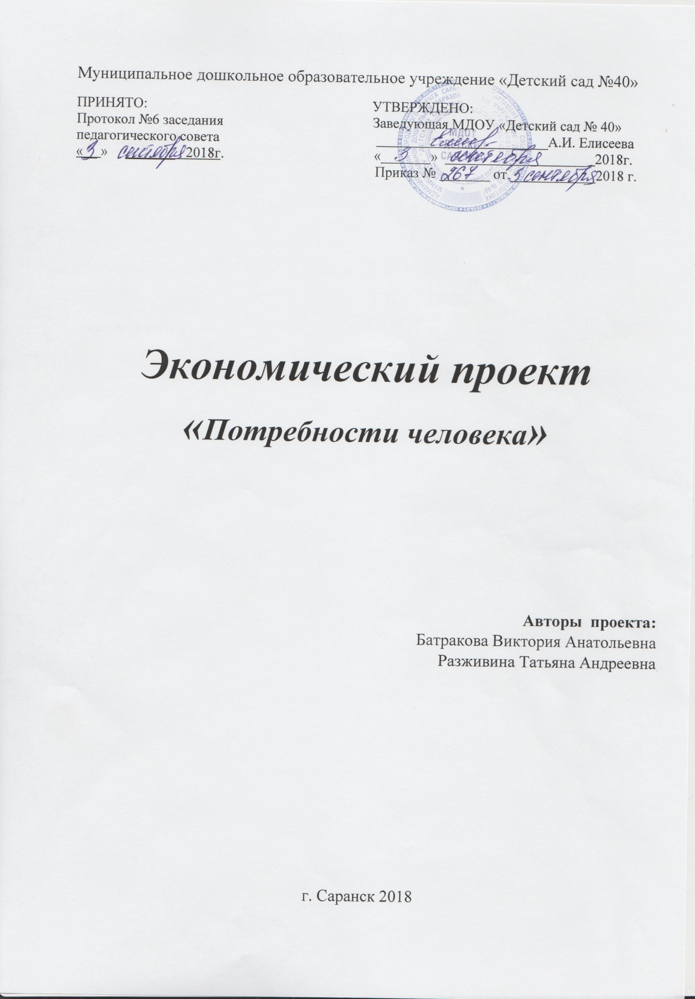 Муниципальное дошкольное образовательное учреждение «Детский сад №40»
ПРИНЯТО:
Протокол №6 заседания
педагогического совета
«3» сентября 2018г.
УТВЕРЖДЕНО:
Заведующая МДОУ «Детский сад № 40»
А.И. Елисеева
«3» сентября 2018г.
Приказ № 267 от 3 сентября 2018 г.
МДОУ
Экономический проект
«Потребности человека»
Авторы проекта:
Батракова Виктория Анатольевна
Разживина Татьяна Андреевна
г. Саранск 2018